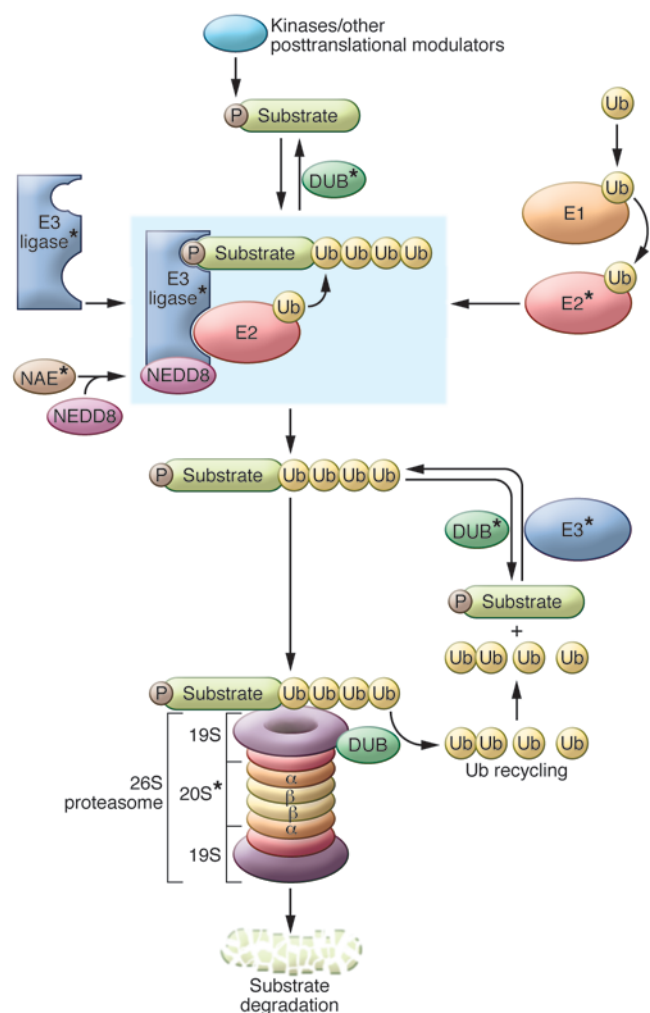 Kinases/other
posttranslational modulators
P Substrate
DUB*
Ub
Ub
E1
Ub
E2*
E3
ligase*
P Substrate Ub Ub Ub Ub
E3
ligase*
Ub
E2
NEDD8
NAE*
NEDD8
P Substrate Ub Ub Ub Ub
DUB*
E3*
P Substrate
+
Ub Ub Ub Ub
P Substrate Ub Ub Ub Ub
DUB
Ub Ub Ub Ub
Ub recycling
26S
proteasome
19S
20S*
19S
α
β
β
α
Substrate
degradation